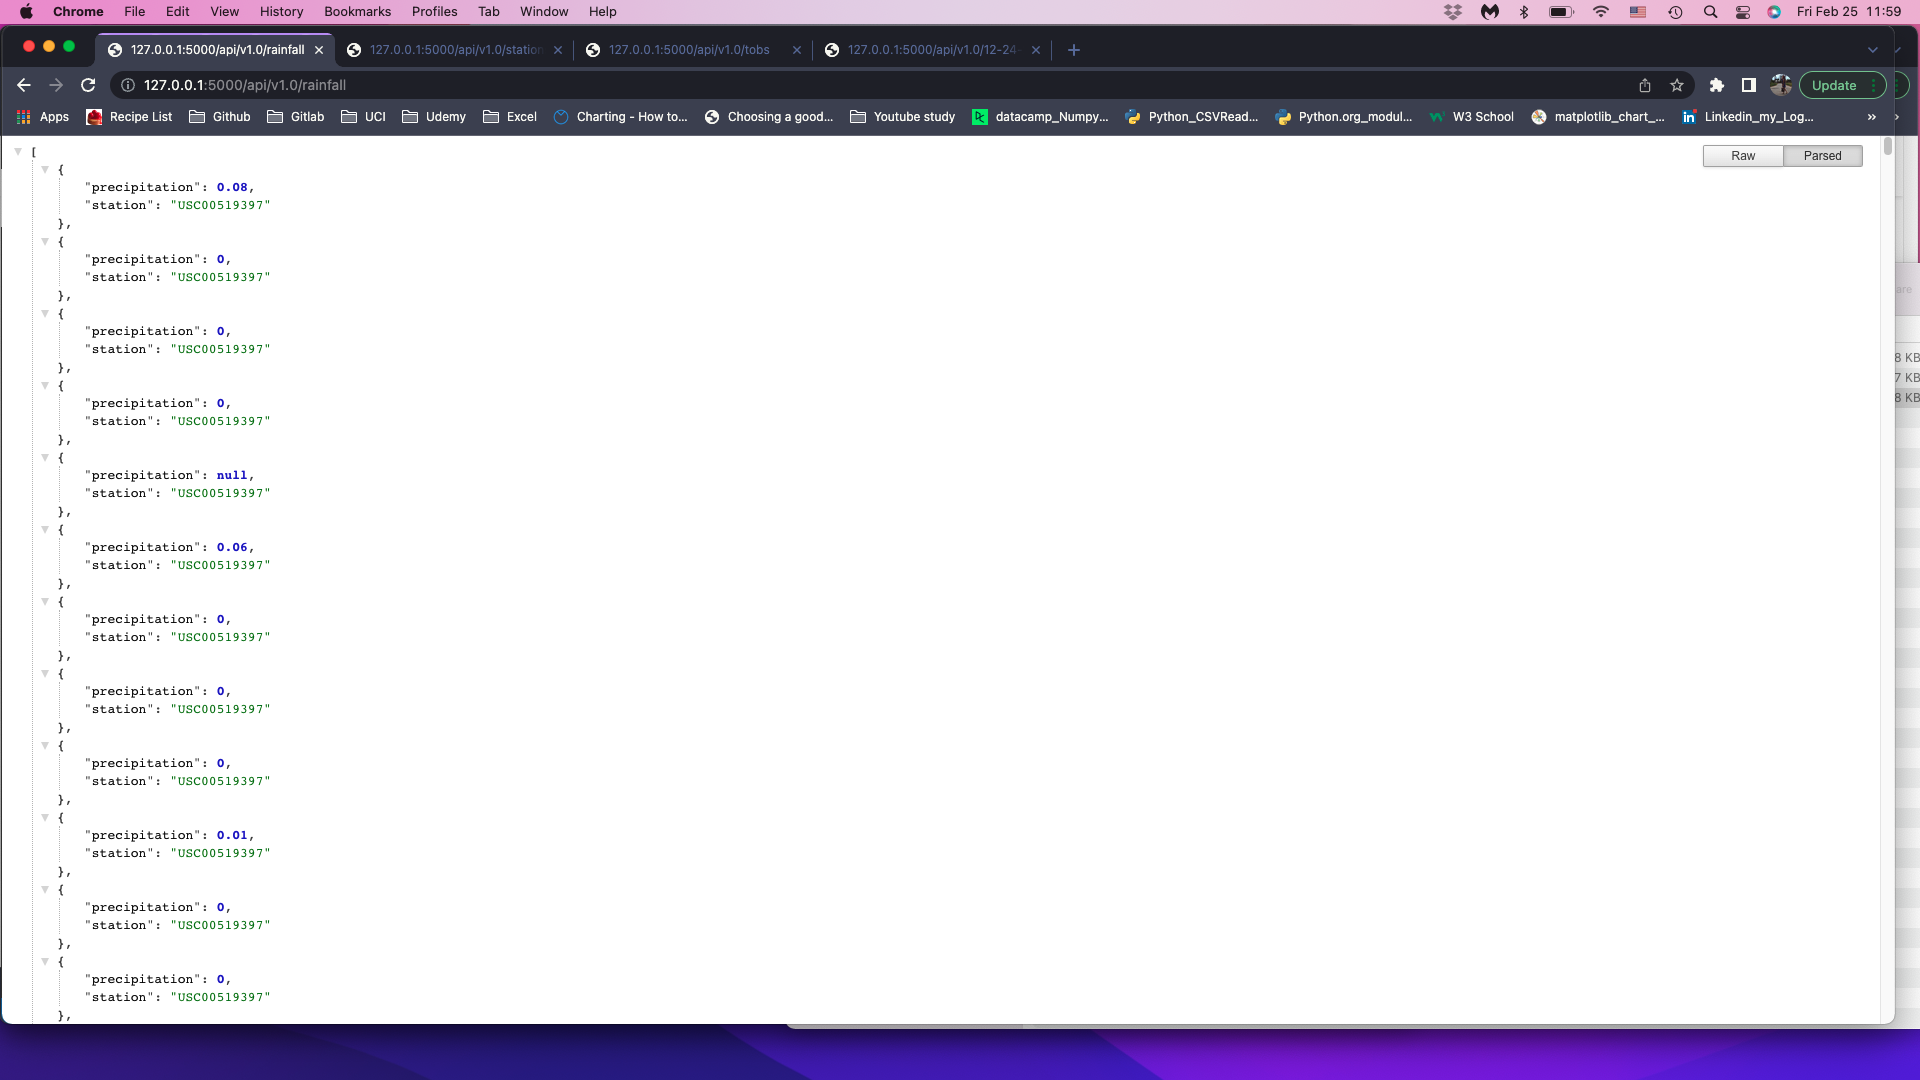 Chrome File Edit View History Bookmarks Profiles Tab Window Help Fri Feb 25 11:59
127.0.0.1:5000/api/v1.0/rainfall 127.0.0.1:5000/api/v1.0/station 127.0.0.1:5000/api/v1.0/tobs 127.0.0.1:5000/api/v1.0/12-24-
127.0.0.1:5000/api/v1.0/rainfall Update
Apps Recipe List Github Gitlab UCI Udemy Excel Charting - How to... Choosing a good... Youtube study datacamp_Numpy... Python_CSVRead... Python.org_modul... W3 School matplotlib_chart_... Linkedin_my_Log... »
Raw Parsed
[
{
"precipitation": 0.08,
"station": "USC00519397"
},
{
"precipitation": 0,
"station": "USC00519397"
},
{
"precipitation": 0,
"station": "USC00519397"
},
{
"precipitation": 0,
"station": "USC00519397"
},
{
"precipitation": null,
"station": "USC00519397"
},
{
"precipitation": 0.06,
"station": "USC00519397"
},
{
"precipitation": 0,
"station": "USC00519397"
},
{
"precipitation": 0,
"station": "USC00519397"
},
{
"precipitation": 0,
"station": "USC00519397"
},
{
"precipitation": 0.01,
"station": "USC00519397"
},
{
"precipitation": 0,
"station": "USC00519397"
},
{
"precipitation": 0,
"station": "USC00519397"
},
are
8 KB
7 KB
8 KB